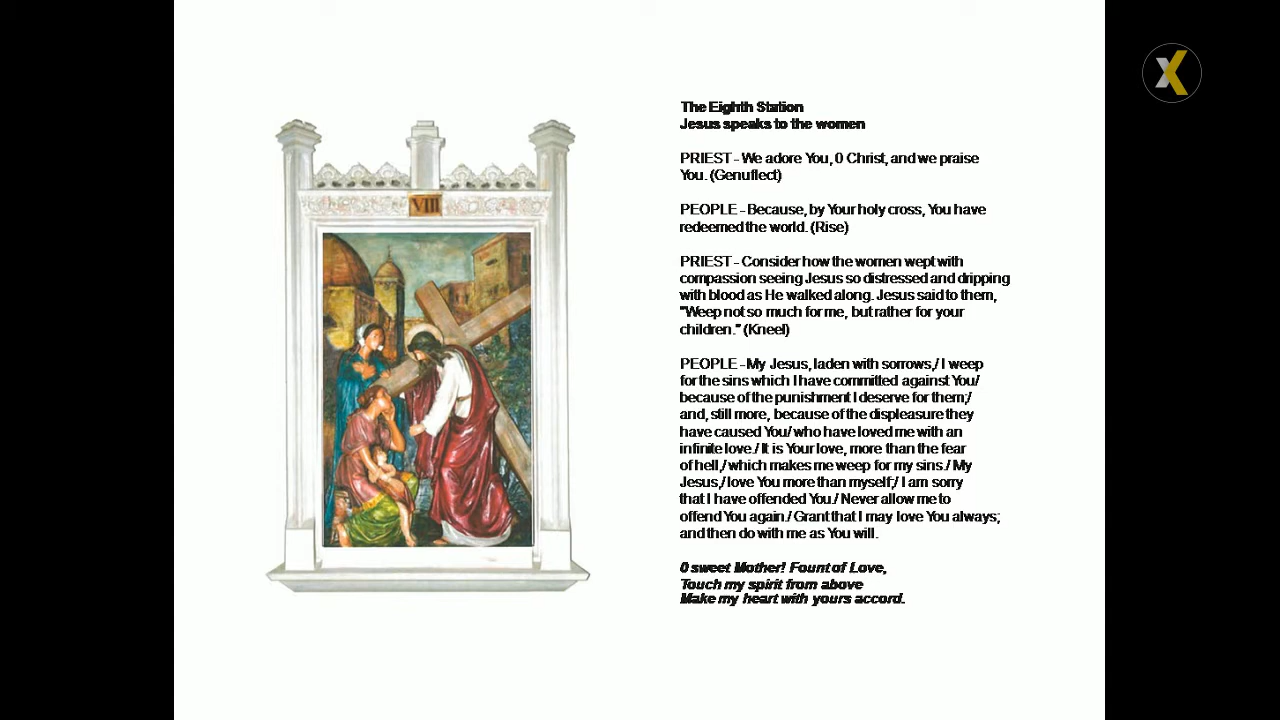 VIII
The Eighth Station
Jesus speaks to the women
PRIEST - We adore You, 0 Christ, and we praise
You. (Genuflect)
PEOPLE - Because, by Your holy cross, You have
redeemed the world. (Rise)
PRIEST - Consider how the women wept with
compassion seeing Jesus so distressed and dripping
with blood as He walked along. Jesus said to them,
"Weep not so much for me, but rather for your
children." (Kneel)
PEOPLE - My Jesus, laden with sorrows,/ I weep
for the sins which I have committed against You/
because of the punishment I deserve for them;/
and, still more, because of the displeasure they
have caused You/ who have loved me with an
infinite love./ It is Your love, more than the fear
of hell,/ which makes me weep for my sins./ My
Jesus,/ love You more than myself;/ I am sorry
that I have offended You./ Never allow me to
offend You again./ Grant that I may love You always;
and then do with me as You will.
0 sweet Mother! Fount of Love,
Touch my spirit from above
Make my heart with yours accord.